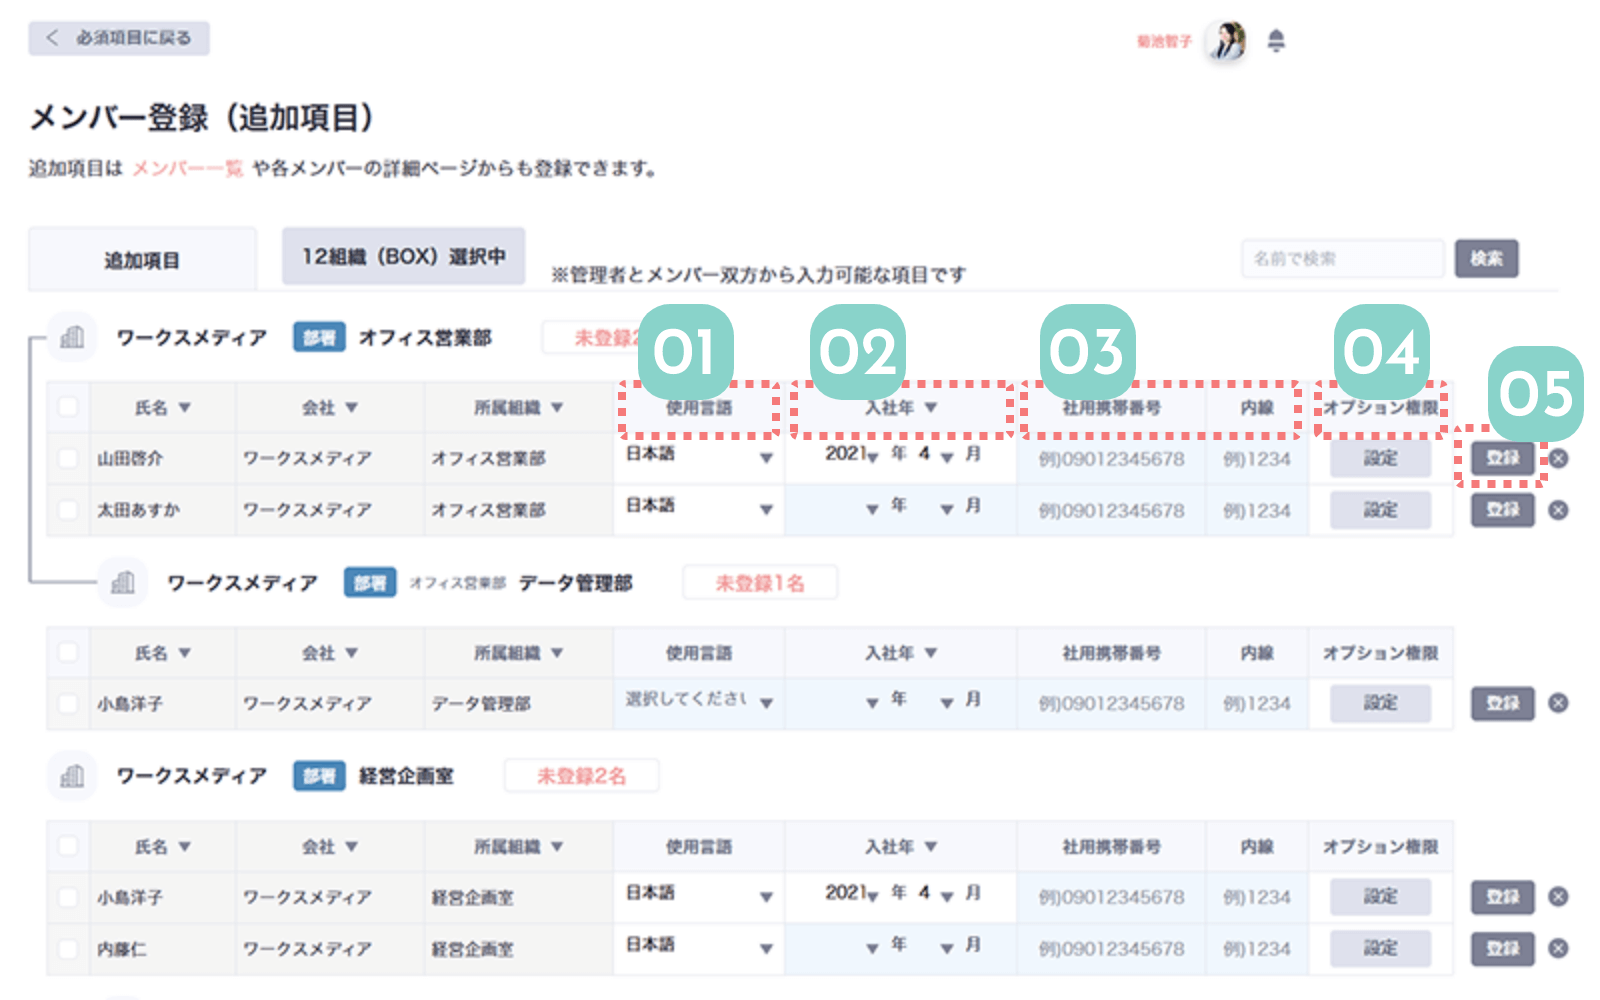 必須項目に戻る
菊池智子
メンバー登録（追加項目）
追加項目は メンバー一覧 や各メンバーの詳細ページからも登録できます。
追加項目 12組織（BOX）選択中 ※管理者とメンバー双方から入力可能な項目です 名前で検索 検索
ワークスメディア 部署 オフィス営業部 未登録2 01 02 03 04 05
氏名 ▼ 会社 ▼ 所属組織 ▼ 使用言語 入社年 ▼ 社用携帯番号 内線 オプション権限
山田啓介 ワークスメディア オフィス営業部 日本語 ▼ 2021▼ 年 4 ▼ 月 例)09012345678 例)1234 設定 登録
太田あすか ワークスメディア オフィス営業部 日本語 ▼ ▼ 年 ▼ 月 例)09012345678 例)1234 設定 登録
ワークスメディア 部署 オフィス営業部 データ管理部 未登録1名
氏名 ▼ 会社 ▼ 所属組織 ▼ 使用言語 入社年 ▼ 社用携帯番号 内線 オプション権限
小島洋子 ワークスメディア データ管理部 選択してください ▼ ▼ 年 ▼ 月 例)09012345678 例)1234 設定 登録
ワークスメディア 部署 経営企画室 未登録2名
氏名 ▼ 会社 ▼ 所属組織 ▼ 使用言語 入社年 ▼ 社用携帯番号 内線 オプション権限
小島洋子 ワークスメディア 経営企画室 日本語 ▼ 2021▼ 年 4 ▼ 月 例)09012345678 例)1234 設定 登録
内藤仁 ワークスメディア 経営企画室 日本語 ▼ ▼ 年 ▼ 月 例)09012345678 例)1234 設定 登録